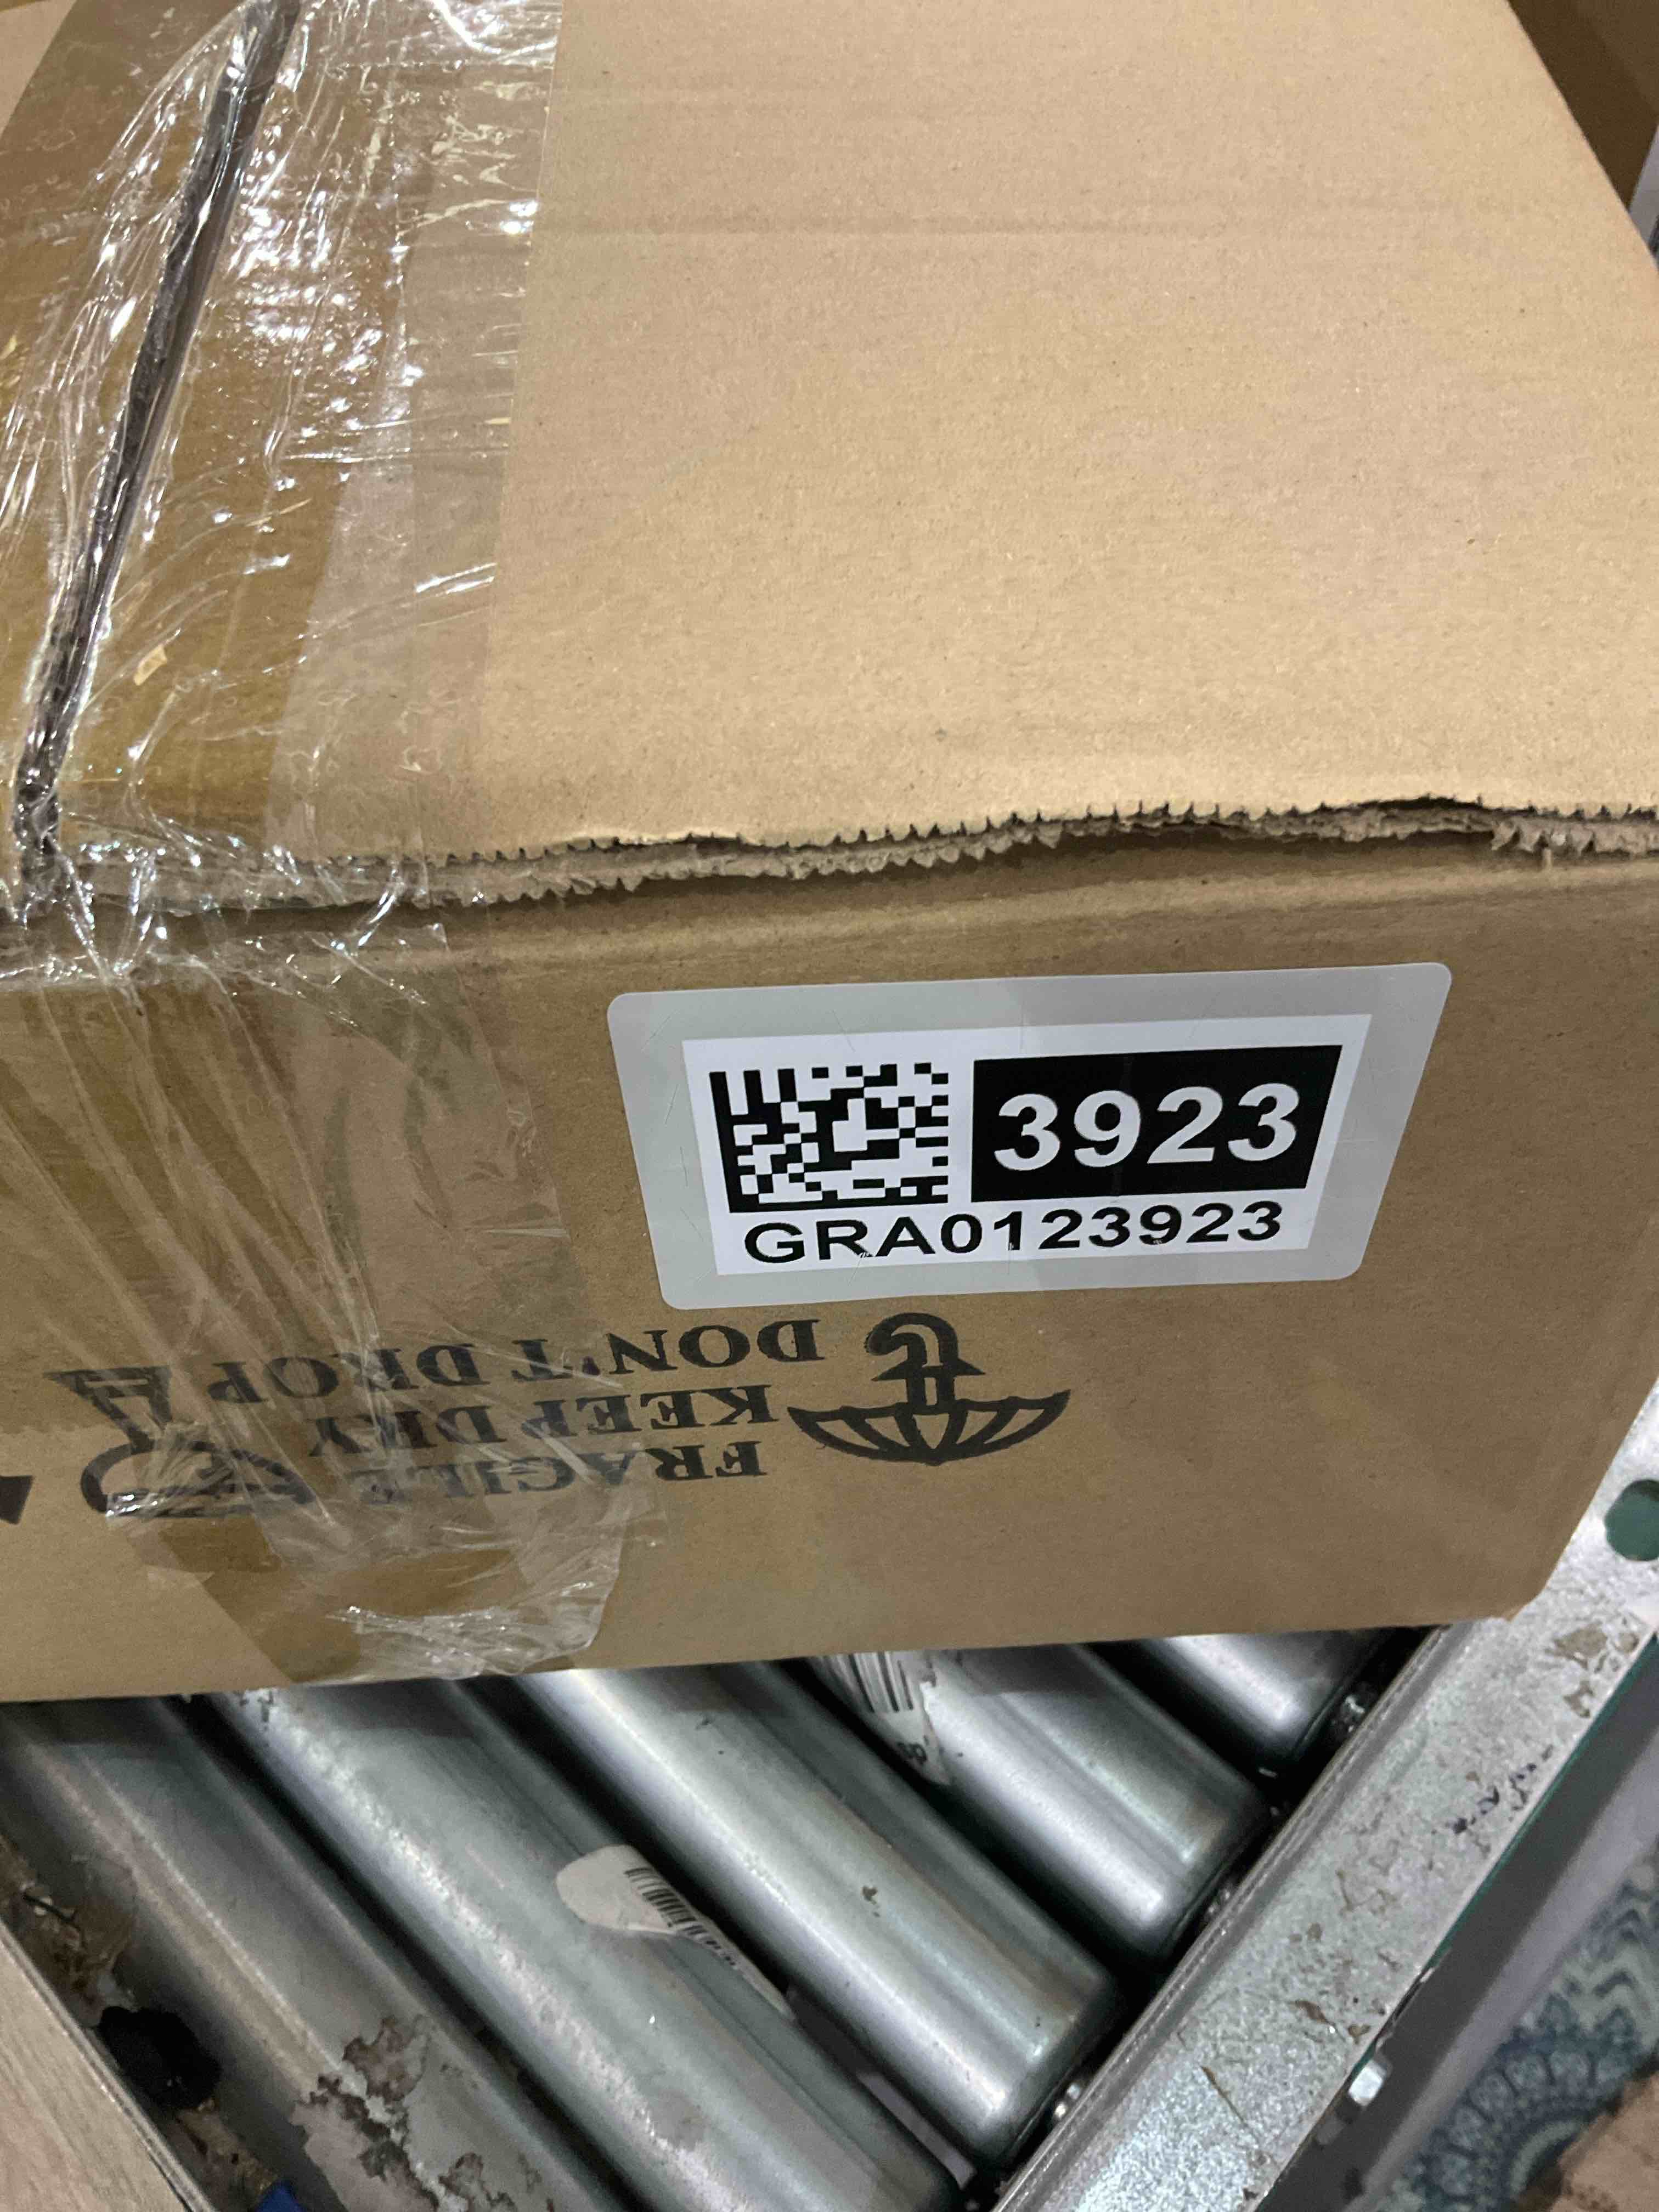 3923
GRA0123923
DON'T DROP
KEEP DRY
FRAGILE